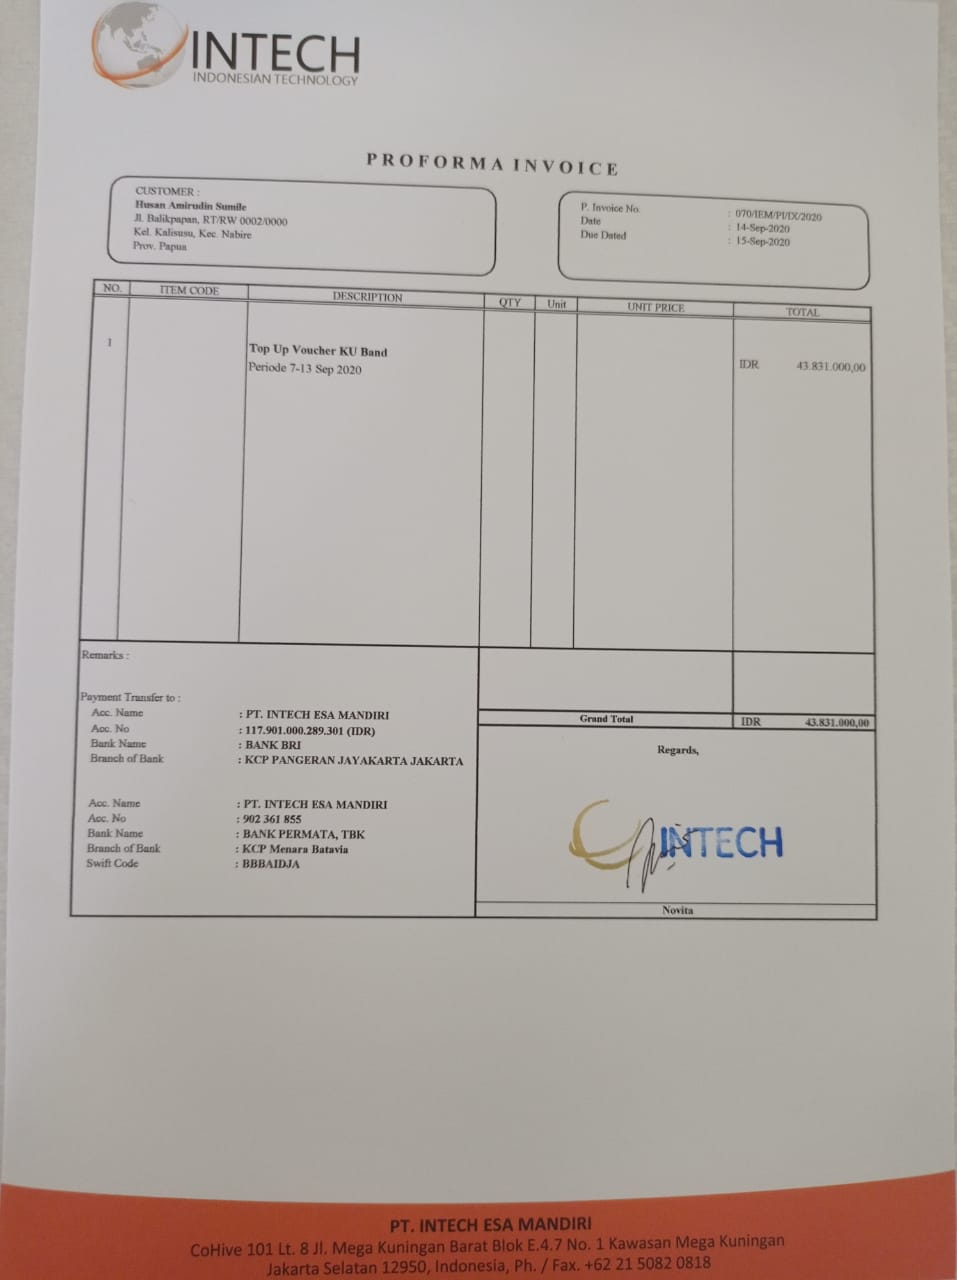 INTECH
INDONESIAN TECHNOLOGY
PROFORMA INVOICE
CUSTOMER :
Husan Amirudin Sumile
Jl. Balikpapan, RT/RW 0002/0000
Kel. Kalisusu, Kec. Nabire
Prov. Papua
P. Invoice No. : 070/IEM/PI/IX/2020
Date : 14-Sep-2020
Due Dated : 15-Sep-2020
NO. ITEM CODE DESCRIPTION QTY Unit UNIT PRICE TOTAL
1 Top Up Voucher KU Band
Periode 7-13 Sep 2020 IDR 43.831.000,00
Remarks :
Payment Transfer to :
Acc. Name : PT. INTECH ESA MANDIRI
Acc. No : 117.901.000.289.301 (IDR)
Bank Name : BANK BRI
Branch of Bank : KCP PANGERAN JAYAKARTA JAKARTA
Acc. Name : PT. INTECH ESA MANDIRI
Acc. No : 902 361 855
Bank Name : BANK PERMATA, TBK
Branch of Bank : KCP Menara Batavia
Swift Code : BBBAIDJA
Grand Total IDR 43.831.000,00
Regards,
INTECH
Novita
PT. INTECH ESA MANDIRI
CoHive 101 Lt. 8 Jl. Mega Kuningan Barat Blok E.4.7 No. 1 Kawasan Mega Kuningan
Jakarta Selatan 12950, Indonesia, Ph. / Fax. +62 21 5082 0818